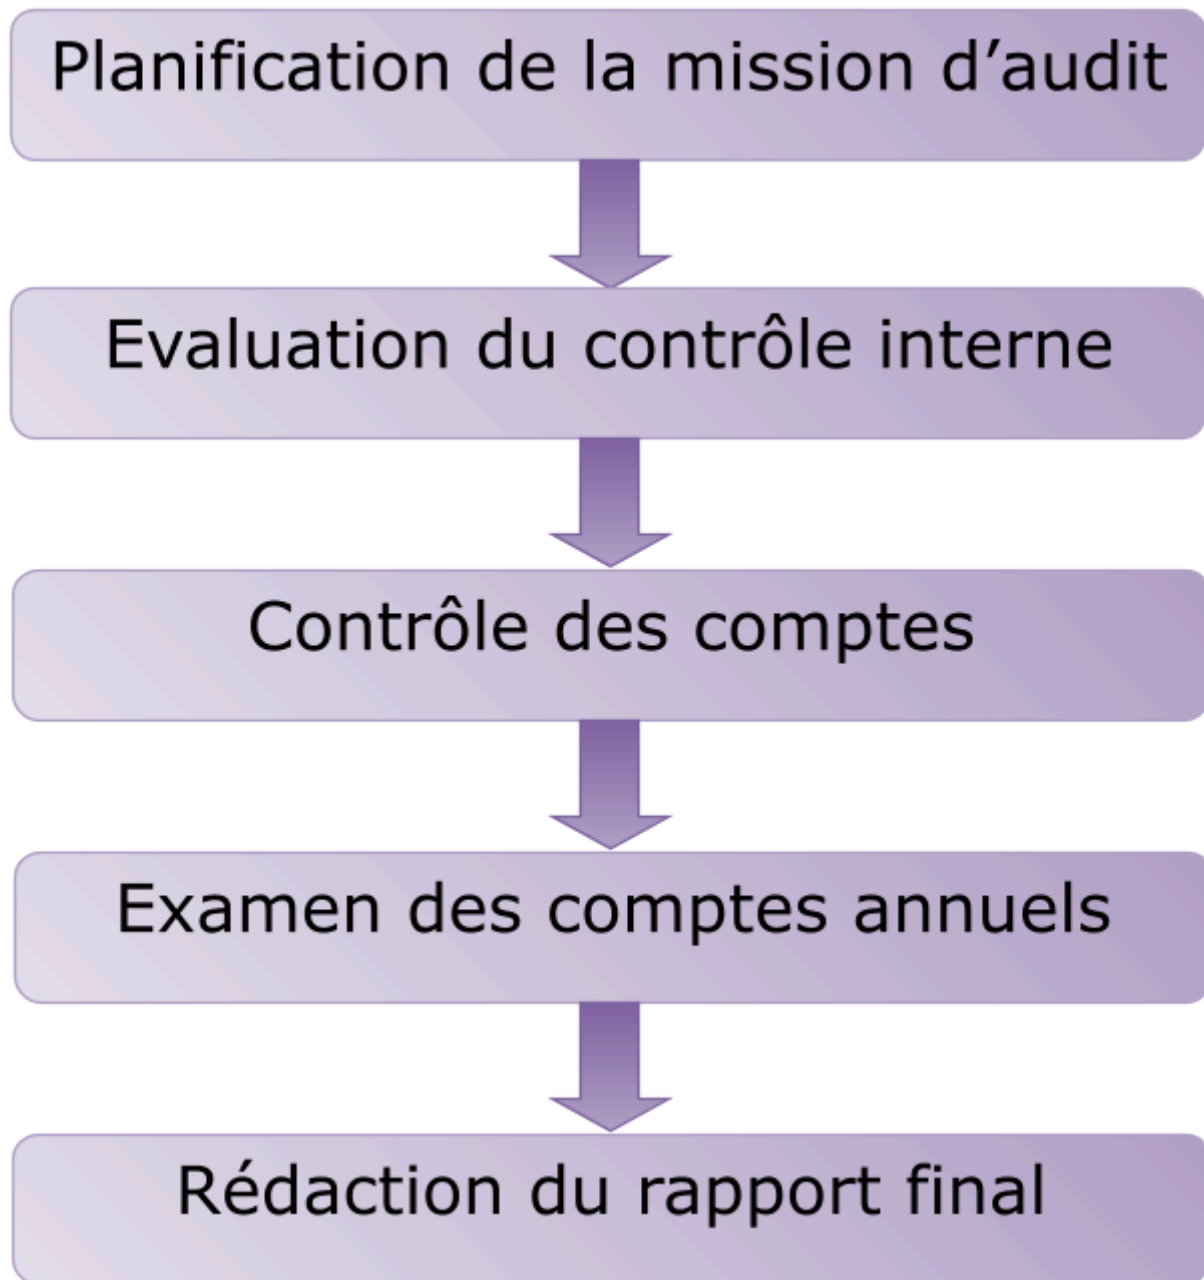 Planification de la mission d’audit
Evaluation du contrôle interne
Contrôle des comptes
Examen des comptes annuels
Rédaction du rapport final